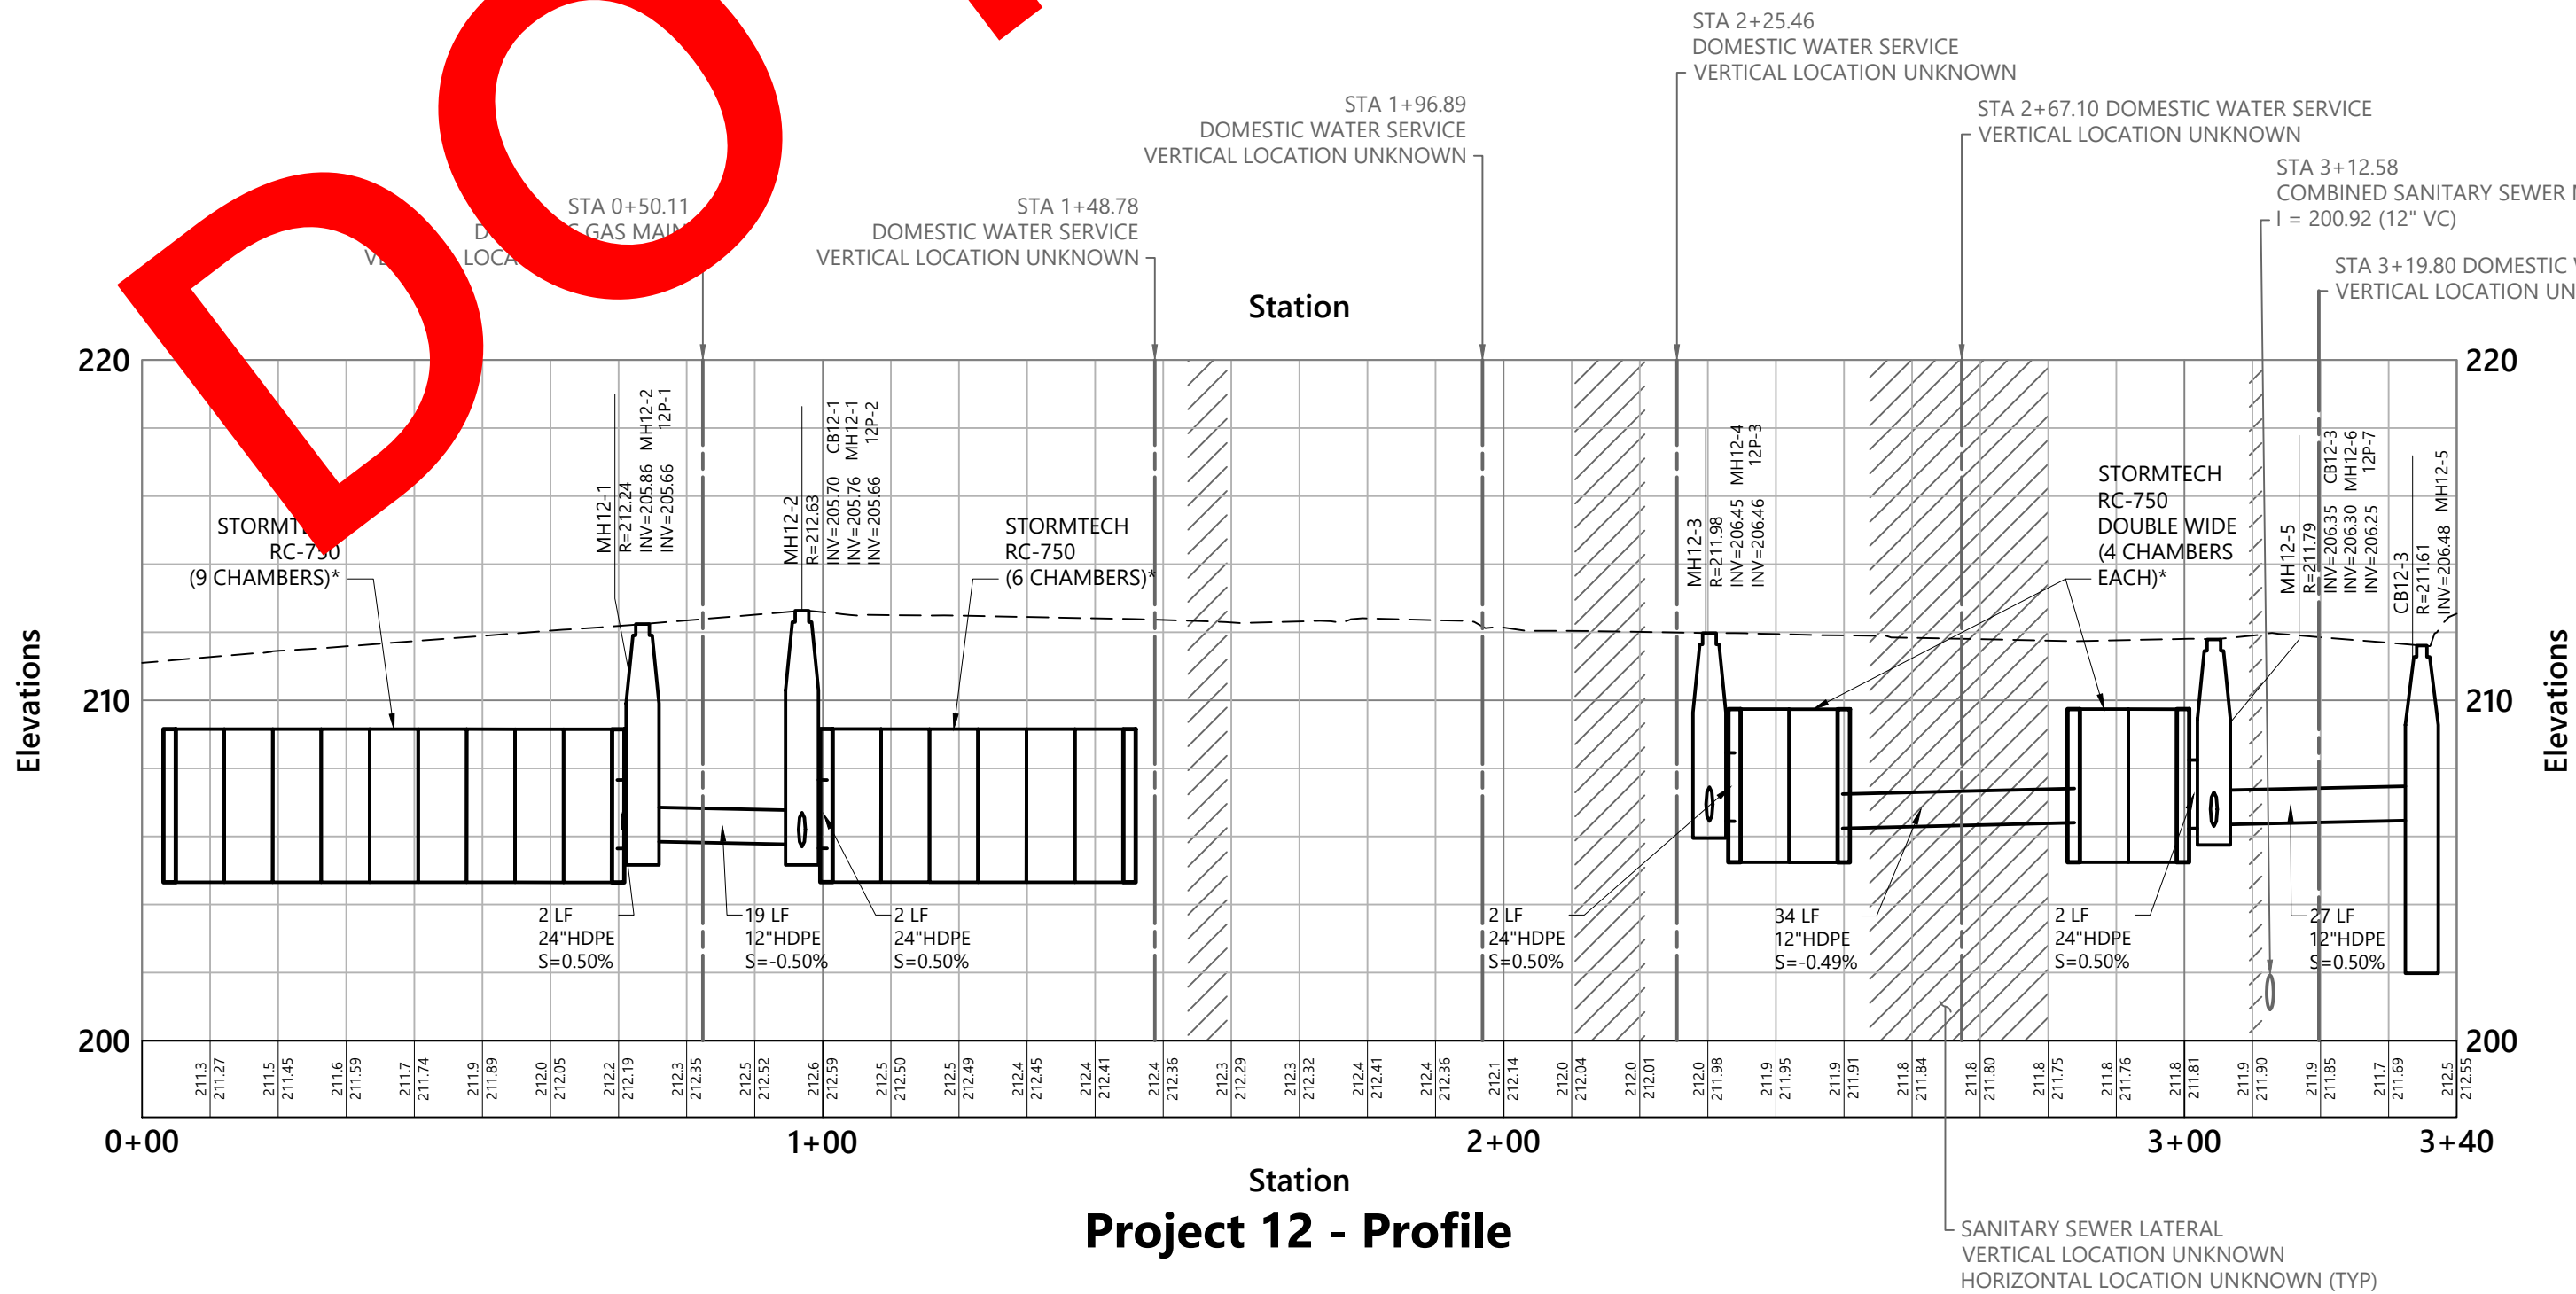 DO
STA 2+25.46
DOMESTIC WATER SERVICE
VERTICAL LOCATION UNKNOWN
STA 1+96.89
DOMESTIC WATER SERVICE
VERTICAL LOCATION UNKNOWN
STA 2+67.10 DOMESTIC WATER SERVICE
VERTICAL LOCATION UNKNOWN
STA 3+12.58
COMBINED SANITARY SEWER
I = 200.92 (12" VC)
STA 0+50.11
GAS MAIN
STA 1+48.78
DOMESTIC WATER SERVICE
VERTICAL LOCATION UNKNOWN
STA 3+19.80 DOMESTIC
VERTICAL LOCATION UN
Station
220
220
210
210
200
200
Elevations
Elevations
STORMT
RC-750
(9 CHAMBERS)*
MH12-1
R=212.24
INV=205.86 MH12-2
INV=205.66 12P-1
MH12-2
R=212.63
INV=205.70 CB12-1
INV=205.76 MH12-1
INV=205.66 12P-2
STORMTECH
RC-750
(6 CHAMBERS)*
MH12-3
R=211.98
INV=206.45 MH12-4
INV=206.46 12P-3
STORMTECH
RC-750
DOUBLE WIDE
(4 CHAMBERS
EACH)*
MH12-5
R=211.79
INV=206.35 CB12-3
INV=206.30 MH12-6
INV=206.25 12P-7
CB12-3
R=211.61
INV=206.48 MH12-5
2 LF
24"HDPE
S=0.50%
19 LF
12"HDPE
S=-0.50%
2 LF
24"HDPE
S=0.50%
2 LF
24"HDPE
S=0.50%
34 LF
12"HDPE
S=-0.49%
2 LF
24"HDPE
S=0.50%
27 LF
12"HDPE
S=0.50%
211.3
211.27
211.5
211.45
211.6
211.59
211.7
211.74
211.9
211.89
212.0
212.05
212.2
212.19
212.3
212.35
212.5
212.52
212.6
212.59
212.5
212.50
212.5
212.49
212.4
212.45
212.4
212.41
212.4
212.36
212.3
212.29
212.3
212.32
212.4
212.41
212.4
212.36
212.1
212.14
212.0
212.04
212.0
212.01
212.0
211.98
211.9
211.95
211.9
211.91
211.8
211.84
211.8
211.80
211.8
211.75
211.8
211.76
211.8
211.81
211.9
211.90
211.9
211.85
211.7
211.69
212.5
212.55
0+00
1+00
2+00
3+00
3+40
Station
Project 12 - Profile
SANITARY SEWER LATERAL
VERTICAL LOCATION UNKNOWN
HORIZONTAL LOCATION UNKNOWN (TYP)